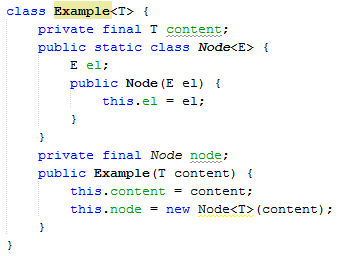 class Example<T> {
    private final T content;
    public static class Node<E> {
        E el;
        public Node(E el) {
            this.el = el;
        }
    }
    private final Node node;
    public Example(T content) {
        this.content = content;
        this.node = new Node<T>(content);
    }
}